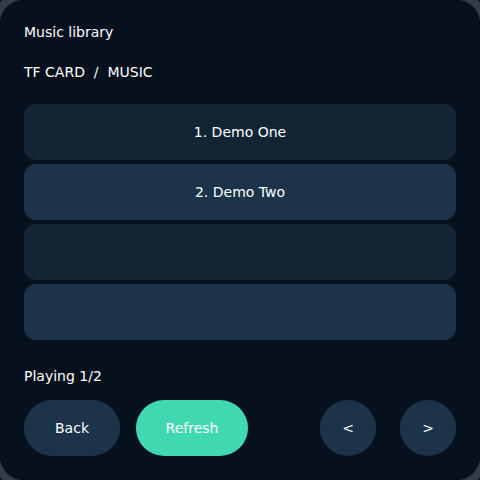 Music library
TF CARD / MUSIC
1. Demo One
2. Demo Two
Playing 1/2
Back Refresh < >